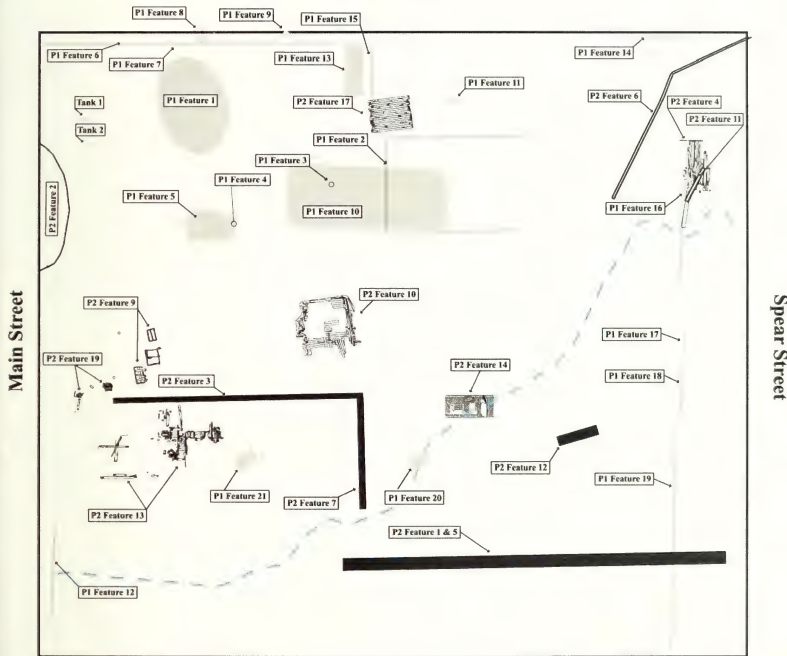 P1 Feature 8
P1 Feature 9
P1 Feature 15
P1 Feature 6
P1 Feature 7
P1 Feature 13
P1 Feature 14
P1 Feature 11
P1 Feature 1
Tank 1
P2 Feature 17
P2 Feature 6
P2 Feature 4
P2 Feature 11
Tank 2
P1 Feature 2
P1 Feature 3
P1 Feature 4
P1 Feature 5
P1 Feature 10
P1 Feature 16
P2 Feature 2
Main Street
Spear Street
P2 Feature 9
P2 Feature 10
P1 Feature 17
P2 Feature 19
P2 Feature 3
P2 Feature 14
P1 Feature 18
P2 Feature 12
P1 Feature 19
P2 Feature 13
P1 Feature 21
P2 Feature 7
P1 Feature 20
P2 Feature 1 & 5
P1 Feature 12